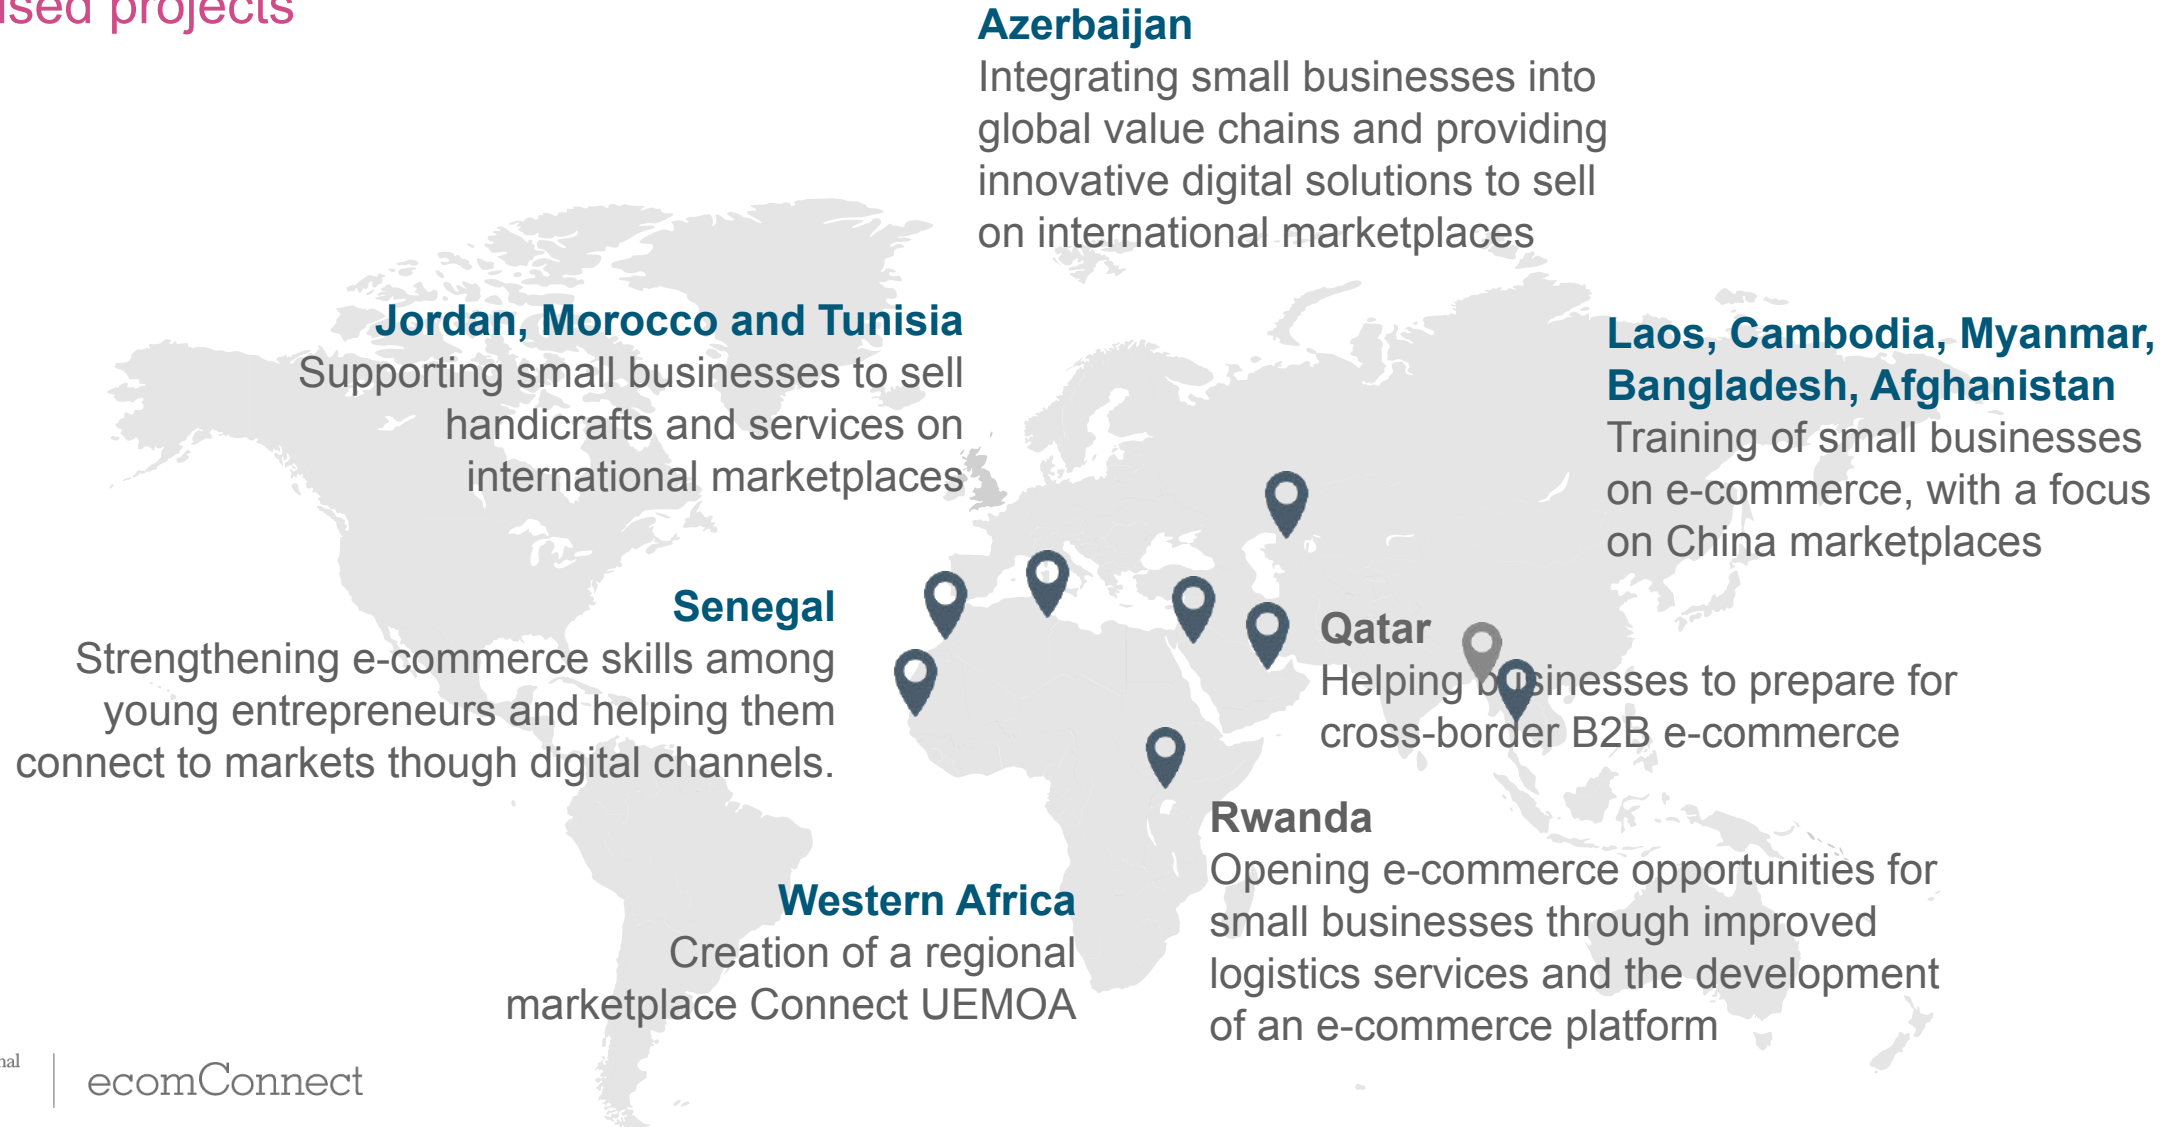 projects
Azerbaijan
Integrating small businesses into
global value chains and providing
innovative digital solutions to sell
on international marketplaces
Jordan, Morocco and Tunisia
Supporting small businesses to sell
handicrafts and services on
international marketplaces
Laos, Cambodia, Myanmar,
Bangladesh, Afghanistan
Training of small businesses
on e-commerce, with a focus
on China marketplaces
Senegal
Strengthening e-commerce skills among
young entrepreneurs and helping them
connect to markets though digital channels.
Qatar
Helping businesses to prepare for
cross-border B2B e-commerce
Rwanda
Opening e-commerce opportunities for
small businesses through improved
logistics services and the development
of an e-commerce platform
Western Africa
Creation of a regional
marketplace Connect UEMOA
ecomConnect